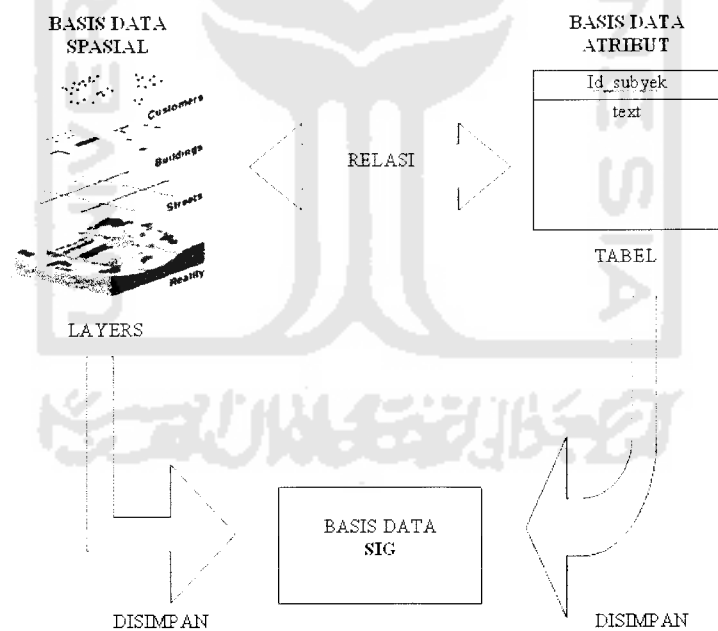 BASIS DATA
SPASIAL
Customers
Buildings
Streets
Reality
LAYERS
RELASI
BASIS DATA
ATRIBUT
Id_subyek
text
TABEL
BASIS DATA
SIG
DISIMPAN
DISIMPAN
NESIA